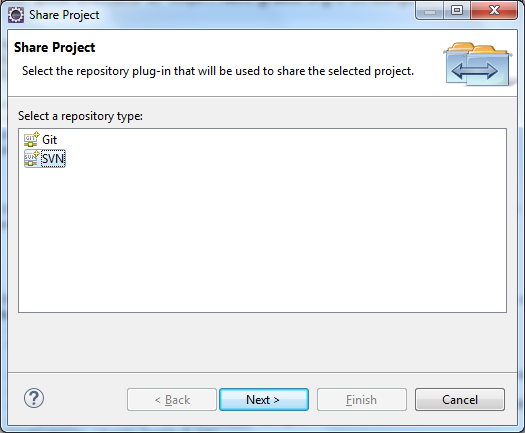 Share Project
Share Project
Select the repository plug-in that will be used to share the selected project.
Select a repository type:
Git
SVN
?
< Back
Next >
Finish
Cancel